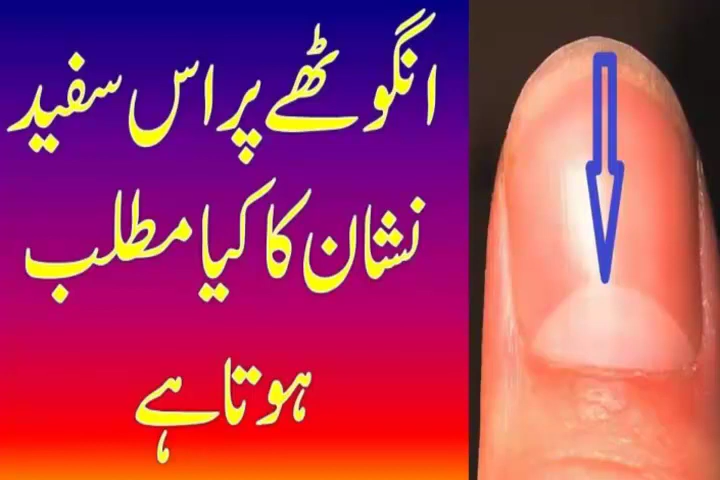 انگوٹھے پر اس سفید
نشان کا کیا مطلب
ہوتا ہے